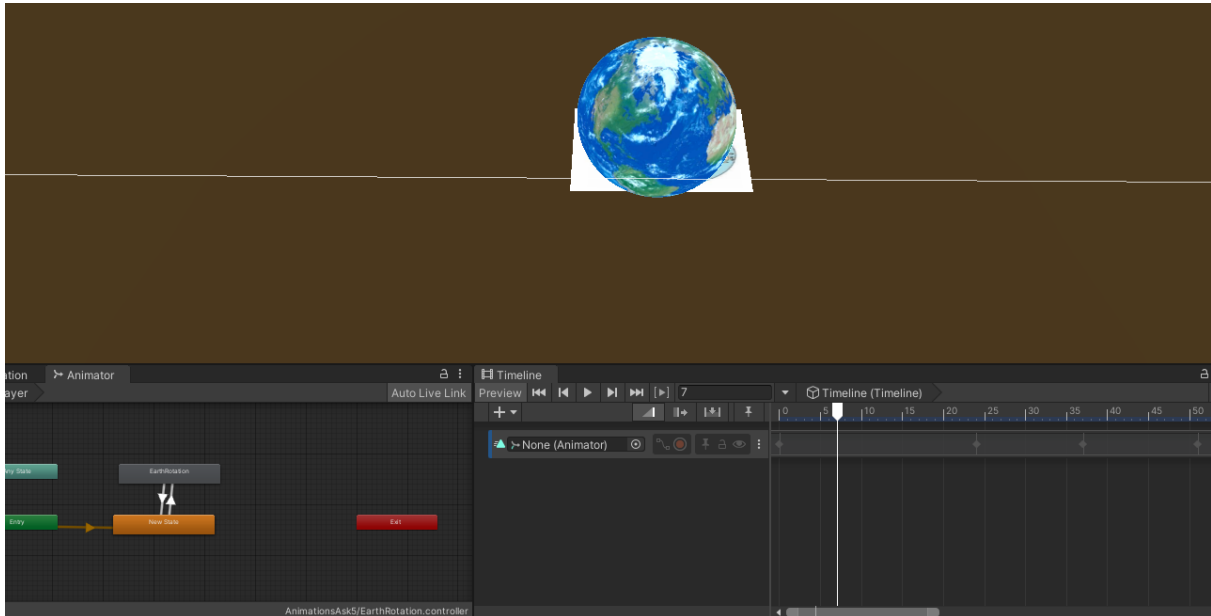 ation
Animator
ayer
Auto Live Link
Any State
EarthRotation
Entry
New State
Exit
AnimationsAsk5/EarthRotation.controller
Timeline
Preview
7
Timeline (Timeline)
0 5 10 15 20 25 30 35 40 45 50
None (Animator)